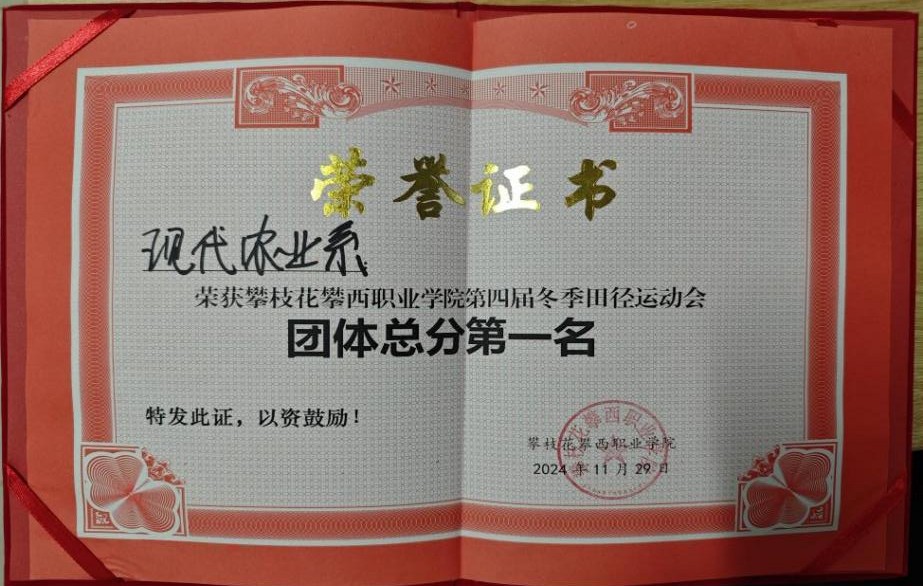 荣誉证书
现代农业系
荣获攀枝花攀西职业学院第四届冬季田径运动会
团体总分第一名
特发此证，以资鼓励！
攀枝花攀西职业学院
2024年11月29日